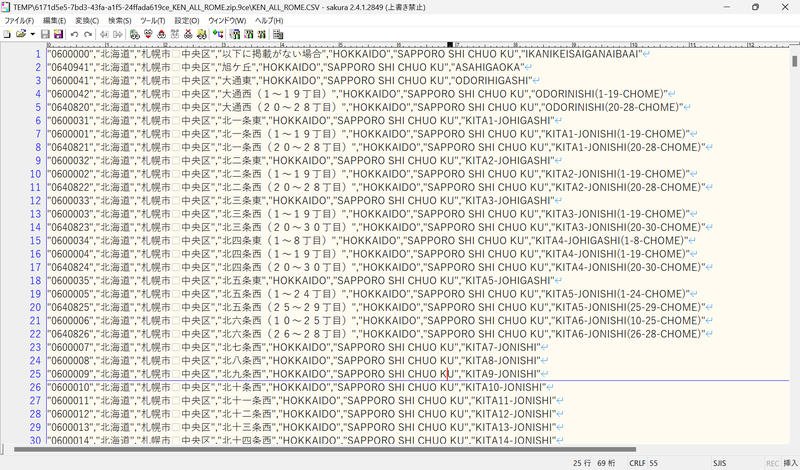 TEMP\6171d5e5-7bd3-43fa-a1f5-24ffada619ce_KEN_ALL_ROME.zip.9ce\KEN_ALL_ROME.CSV - sakura 2.4.1.2849 (上書き禁止)
ファイル(F) 編集(E) 変換(C) 検索(S) ツール(T) 設定(O) ウィンドウ(W) ヘルプ(H)
0 1 2 3 4 5 6 7 8 9 10 11 12
1 "0600000","北海道","札幌市　中央区","以下に掲載がない場合","HOKKAIDO","SAPPORO SHI CHUO KU","IKANIKEISAIGANAIBAAI"
2 "0640941","北海道","札幌市　中央区","旭ケ丘","HOKKAIDO","SAPPORO SHI CHUO KU","ASAHIGAOKA"
3 "0600041","北海道","札幌市　中央区","大通東","HOKKAIDO","SAPPORO SHI CHUO KU","ODORIHIGASHI"
4 "0600042","北海道","札幌市　中央区","大通西（１～１９丁目）","HOKKAIDO","SAPPORO SHI CHUO KU","ODORINISHI(1-19-CHOME)"
5 "0640820","北海道","札幌市　中央区","大通西（２０～２８丁目）","HOKKAIDO","SAPPORO SHI CHUO KU","ODORINISHI(20-28-CHOME)"
6 "0600031","北海道","札幌市　中央区","北一条東","HOKKAIDO","SAPPORO SHI CHUO KU","KITA1-JOHIGASHI"
7 "0600001","北海道","札幌市　中央区","北一条西（１～１９丁目）","HOKKAIDO","SAPPORO SHI CHUO KU","KITA1-JONISHI(1-19-CHOME)"
8 "0640821","北海道","札幌市　中央区","北一条西（２０～２８丁目）","HOKKAIDO","SAPPORO SHI CHUO KU","KITA1-JONISHI(20-28-CHOME)"
9 "0600032","北海道","札幌市　中央区","北二条東","HOKKAIDO","SAPPORO SHI CHUO KU","KITA2-JOHIGASHI"
10 "0600002","北海道","札幌市　中央区","北二条西（１～１９丁目）","HOKKAIDO","SAPPORO SHI CHUO KU","KITA2-JONISHI(1-19-CHOME)"
11 "0640822","北海道","札幌市　中央区","北二条西（２０～２８丁目）","HOKKAIDO","SAPPORO SHI CHUO KU","KITA2-JONISHI(20-28-CHOME)"
12 "0600033","北海道","札幌市　中央区","北三条東","HOKKAIDO","SAPPORO SHI CHUO KU","KITA3-JOHIGASHI"
13 "0600003","北海道","札幌市　中央区","北三条西（１～１９丁目）","HOKKAIDO","SAPPORO SHI CHUO KU","KITA3-JONISHI(1-19-CHOME)"
14 "0640823","北海道","札幌市　中央区","北三条西（２０～３０丁目）","HOKKAIDO","SAPPORO SHI CHUO KU","KITA3-JONISHI(20-30-CHOME)"
15 "0600034","北海道","札幌市　中央区","北四条東（１～８丁目）","HOKKAIDO","SAPPORO SHI CHUO KU","KITA4-JOHIGASHI(1-8-CHOME)"
16 "0600004","北海道","札幌市　中央区","北四条西（１～１９丁目）","HOKKAIDO","SAPPORO SHI CHUO KU","KITA4-JONISHI(1-19-CHOME)"
17 "0640824","北海道","札幌市　中央区","北四条西（２０～３０丁目）","HOKKAIDO","SAPPORO SHI CHUO KU","KITA4-JONISHI(20-30-CHOME)"
18 "0600035","北海道","札幌市　中央区","北五条東","HOKKAIDO","SAPPORO SHI CHUO KU","KITA5-JOHIGASHI"
19 "0600005","北海道","札幌市　中央区","北五条西（１～２４丁目）","HOKKAIDO","SAPPORO SHI CHUO KU","KITA5-JONISHI(1-24-CHOME)"
20 "0640825","北海道","札幌市　中央区","北五条西（２５～２９丁目）","HOKKAIDO","SAPPORO SHI CHUO KU","KITA5-JONISHI(25-29-CHOME)"
21 "0600006","北海道","札幌市　中央区","北六条西（１０～２５丁目）","HOKKAIDO","SAPPORO SHI CHUO KU","KITA6-JONISHI(10-25-CHOME)"
22 "0640826","北海道","札幌市　中央区","北六条西（２６～２８丁目）","HOKKAIDO","SAPPORO SHI CHUO KU","KITA6-JONISHI(26-28-CHOME)"
23 "0600007","北海道","札幌市　中央区","北七条西","HOKKAIDO","SAPPORO SHI CHUO KU","KITA7-JONISHI"
24 "0600008","北海道","札幌市　中央区","北八条西","HOKKAIDO","SAPPORO SHI CHUO KU","KITA8-JONISHI"
25 "0600009","北海道","札幌市　中央区","北九条西","HOKKAIDO","SAPPORO SHI CHUO KU","KITA9-JONISHI"
26 "0600010","北海道","札幌市　中央区","北十条西","HOKKAIDO","SAPPORO SHI CHUO KU","KITA10-JONISHI"
27 "0600011","北海道","札幌市　中央区","北十一条西","HOKKAIDO","SAPPORO SHI CHUO KU","KITA11-JONISHI"
28 "0600012","北海道","札幌市　中央区","北十二条西","HOKKAIDO","SAPPORO SHI CHUO KU","KITA12-JONISHI"
29 "0600013","北海道","札幌市　中央区","北十三条西","HOKKAIDO","SAPPORO SHI CHUO KU","KITA13-JONISHI"
30 "0600014","北海道","札幌市　中央区","北十四条西","HOKKAIDO","SAPPORO SHI CHUO KU","KITA14-JONISHI"
25 行 69 桁 CRLF 55 SJIS REC 挿入